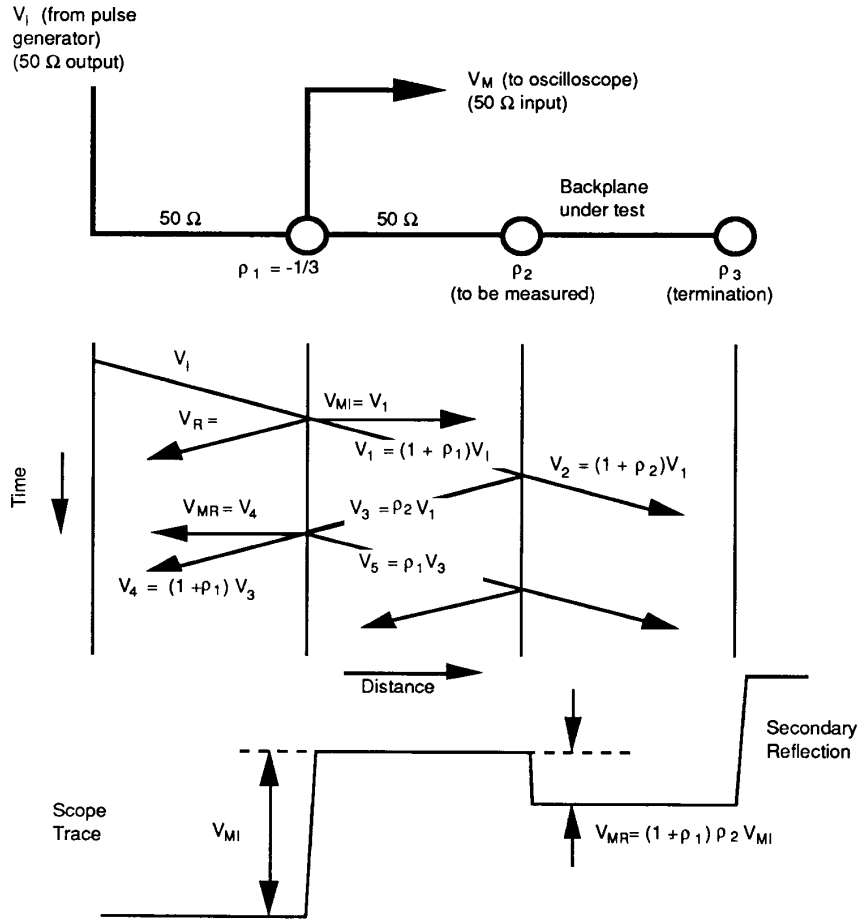 V_I (from pulse
generator)
(50 Ω output)
V_M (to oscilloscope)
(50 Ω input)
50 Ω
50 Ω
Backplane
under test
ρ_1 = -1/3
ρ_2
(to be measured)
ρ_3
(termination)
V_I
V_MI = V_1
V_R =
V_1 = (1 + ρ_1)V_I
V_2 = (1 + ρ_2)V_1
Time
V_MR = V_4
V_3 = ρ_2 V_1
V_5 = ρ_1 V_3
V_4 = (1 +ρ_1) V_3
Distance
Secondary
Reflection
Scope
Trace
V_MI
V_MR = (1 +ρ_1) ρ_2 V_MI